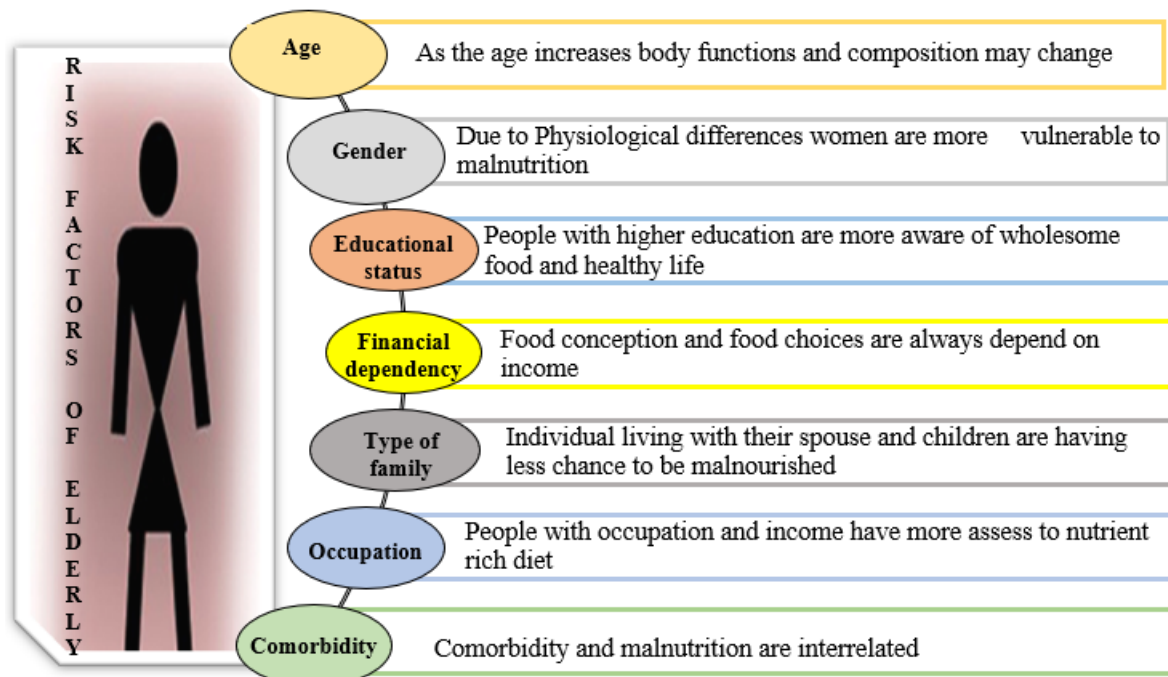 RISK FACTORS OF ELDERLY
Age
As the age increases body functions and composition may change
Gender
Due to Physiological differences women are more vulnerable to
malnutrition
Educational
status
People with higher education are more aware of wholesome
food and healthy life
Financial
dependency
Food conception and food choices are always depend on
income
Type of
family
Individual living with their spouse and children are having
less chance to be malnourished
Occupation
People with occupation and income have more assess to nutrient
rich diet
Comorbidity
Comorbidity and malnutrition are interrelated